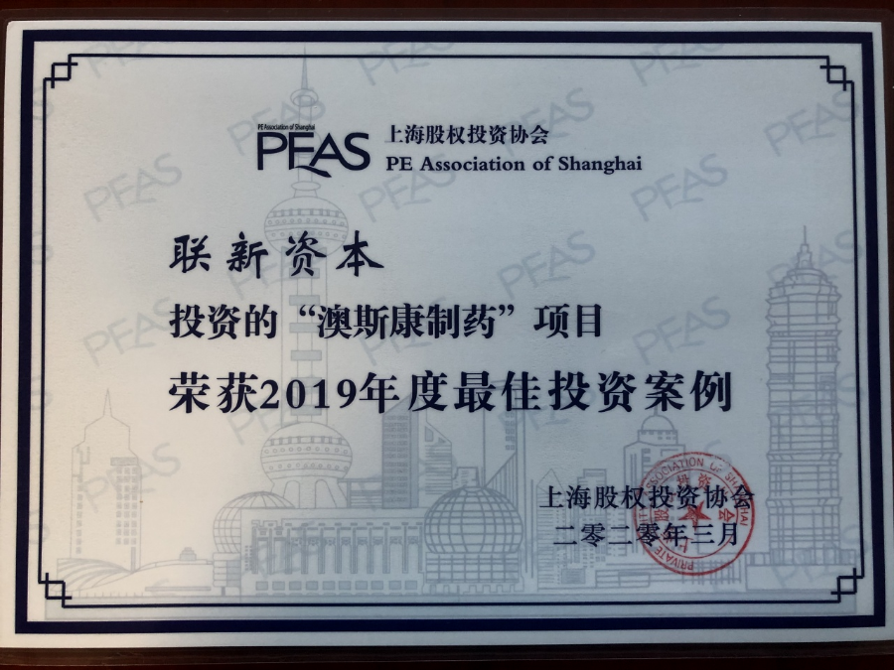 PE Association of Shanghai
PEAS
上海股权投资协会
PE Association of Shanghai
联新资本
投资的“澳斯康制药”项目
荣获2019年度最佳投资案例
上海股权投资协会
二零二零年三月